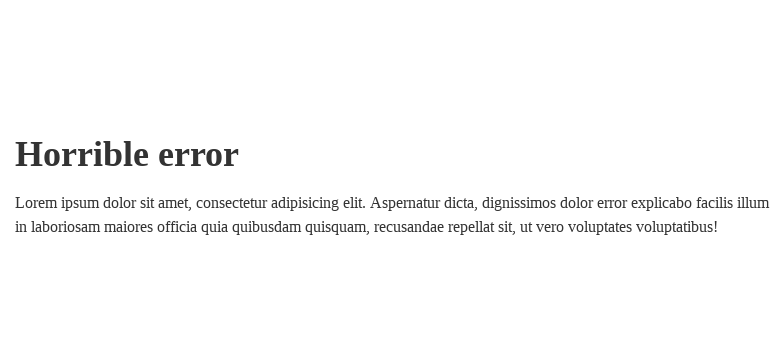 Horrible error
Lorem ipsum dolor sit amet, consectetur adipisicing elit. Aspernatur dicta, dignissimos dolor error explicabo facilis illum
in laboriosam maiores officia quia quibusdam quisquam, recusandae repellat sit, ut vero voluptates voluptatibus!